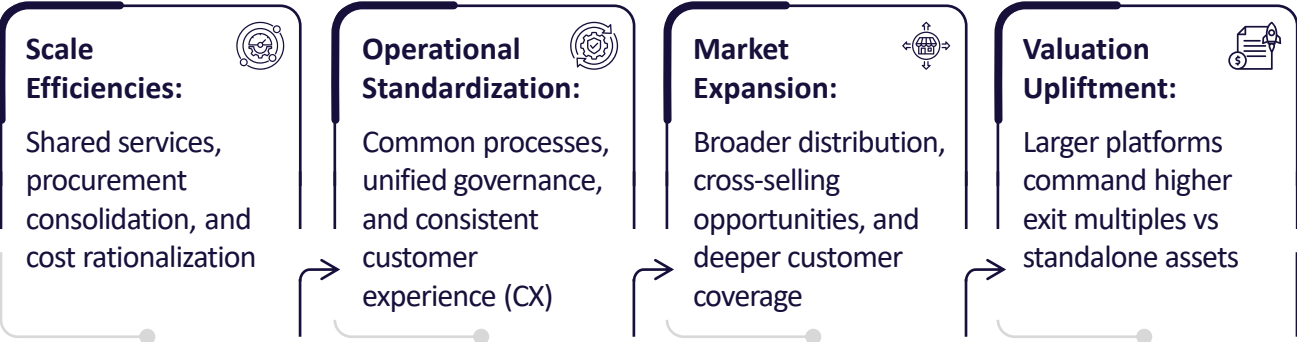 Scale
Efficiencies:
Shared services,
procurement
consolidation, and
cost rationalization
Operational
Standardization:
Common processes,
unified governance,
and consistent
customer
experience (CX)
Market
Expansion:
Broader distribution,
cross-selling
opportunities, and
deeper customer
coverage
Valuation
Upliftment:
$
Larger platforms
command higher
exit multiples vs
standalone assets